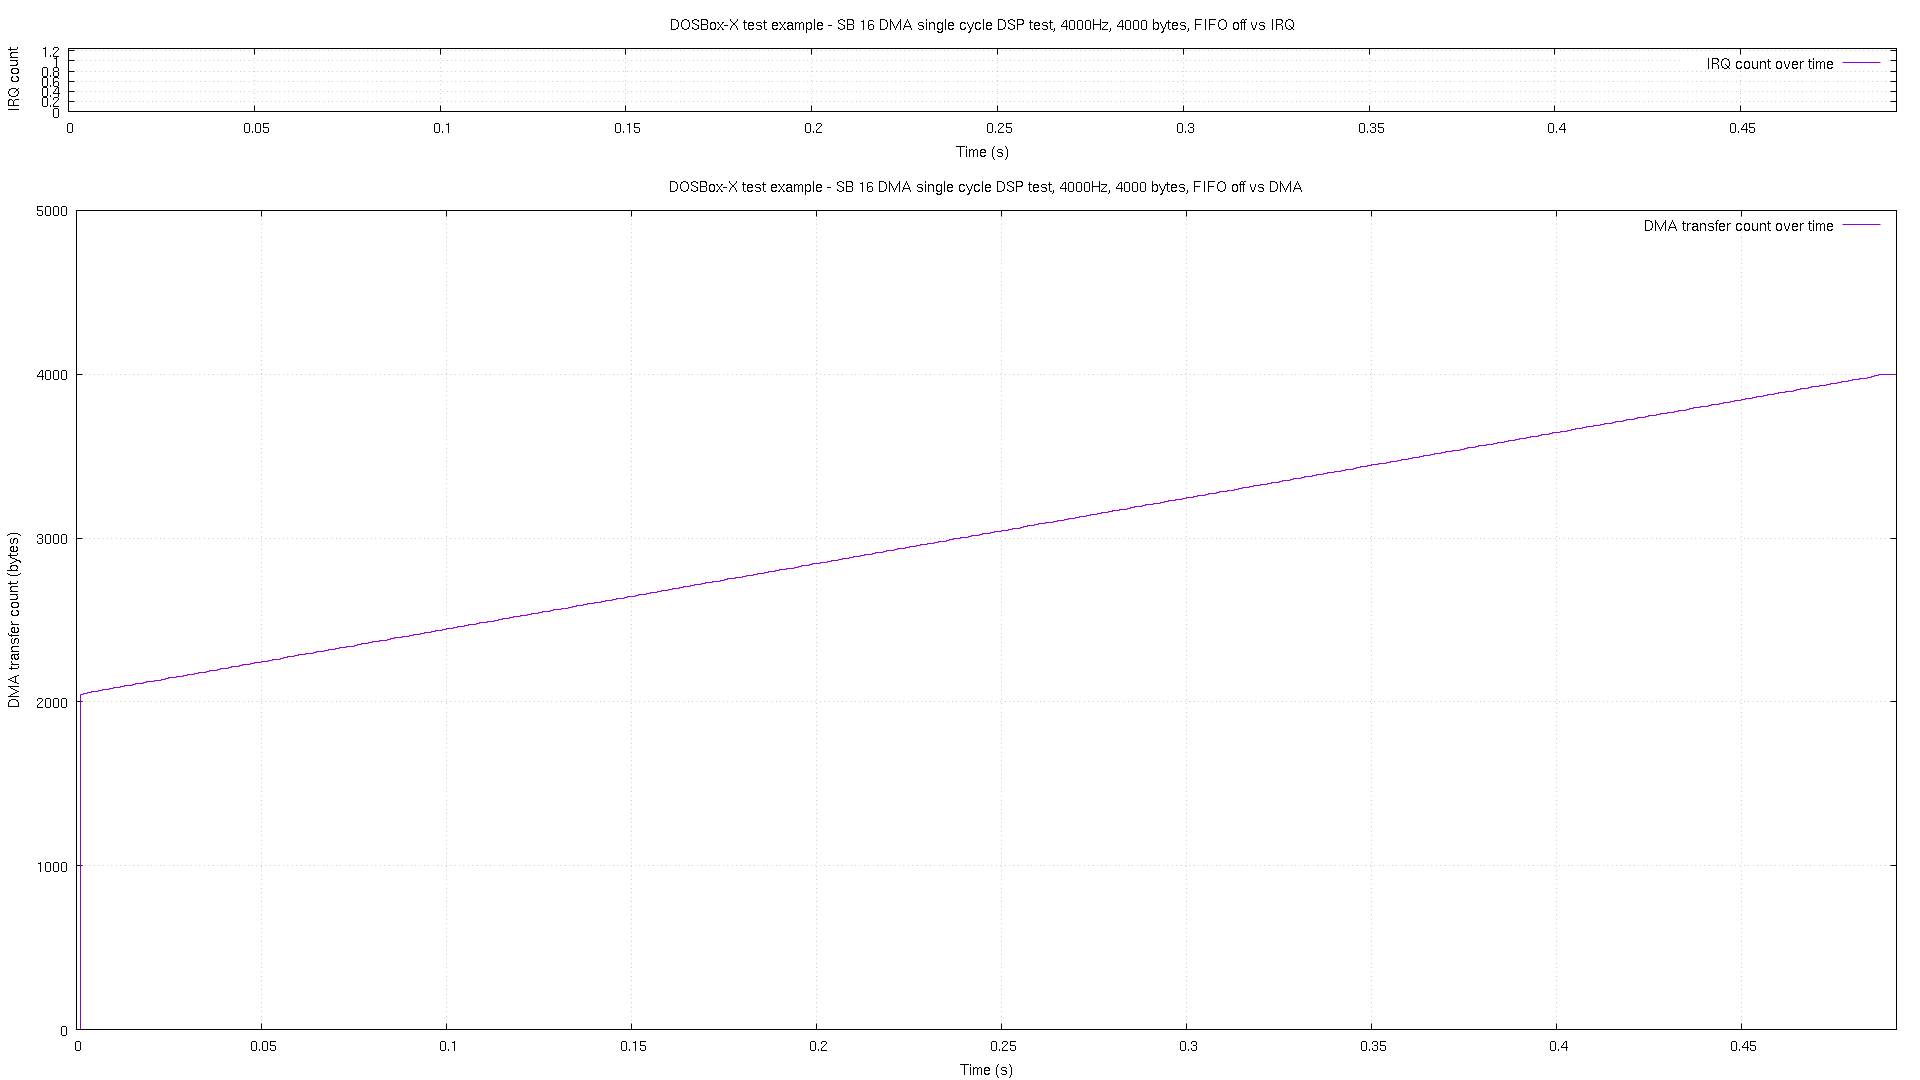 DOSBox-X test example - SB 16 DMA single cycle DSP test, 4000Hz, 4000 bytes, FIFO off vs IRQ
IRQ count
1.2
1
0.8
0.6
0.4
0.2
0
IRQ count over time
0 0.05 0.1 0.15 0.2 0.25 0.3 0.35 0.4 0.45
Time (s)
DOSBox-X test example - SB 16 DMA single cycle DSP test, 4000Hz, 4000 bytes, FIFO off vs DMA
DMA transfer count (bytes)
5000
4000
3000
2000
1000
0
DMA transfer count over time
0 0.05 0.1 0.15 0.2 0.25 0.3 0.35 0.4 0.45
Time (s)